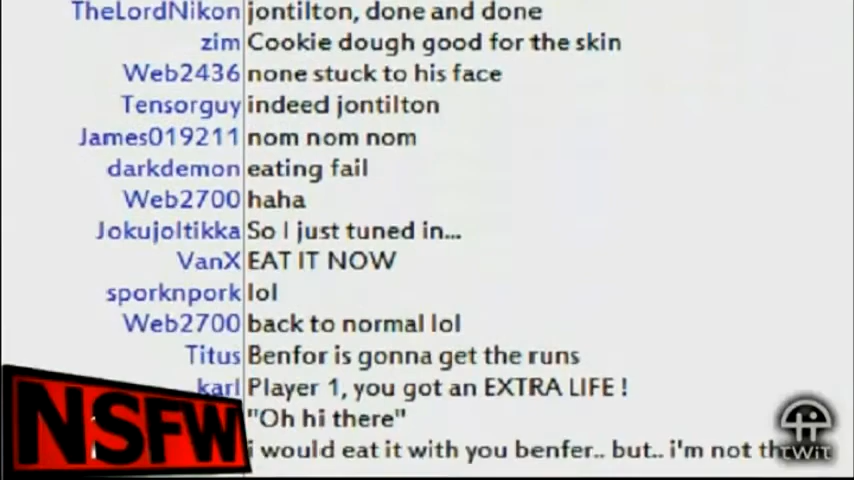 TheLordNikon jontilton, done and done
zim Cookie dough good for the skin
Web2436 none stuck to his face
Tensorguy indeed jontilton
James019211 nom nom nom
darkdemon eating fail
Web2700 haha
Jokujoltikka So I just tuned in...
VanX EAT IT NOW
sporknpork lol
Web2700 back to normal lol
Titus Benfor is gonna get the runs
karl Player 1, you got an EXTRA LIFE !
"Oh hi there"
i would eat it with you benfer.. but.. i'm not
NSFW
TWiT